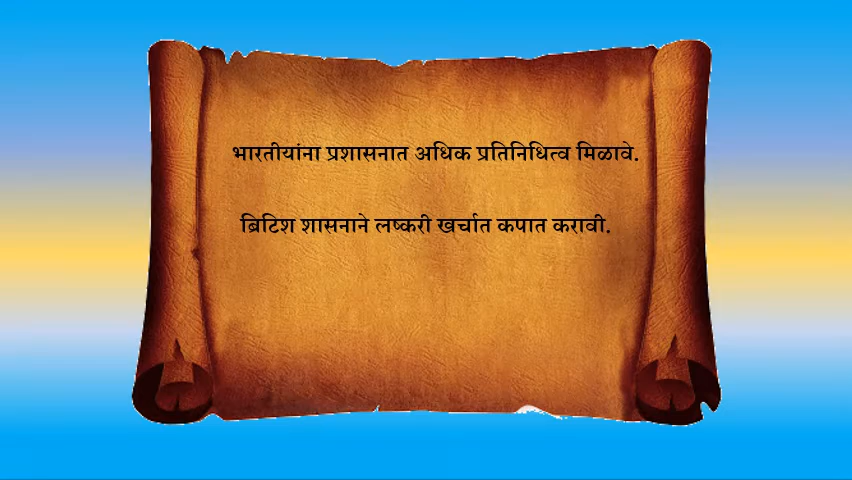 भारतीयांना प्रशासनात अधिक प्रतिनिधित्व मिळावे.
ब्रिटिश शासनाने लष्करी खर्चात कपात करावी.